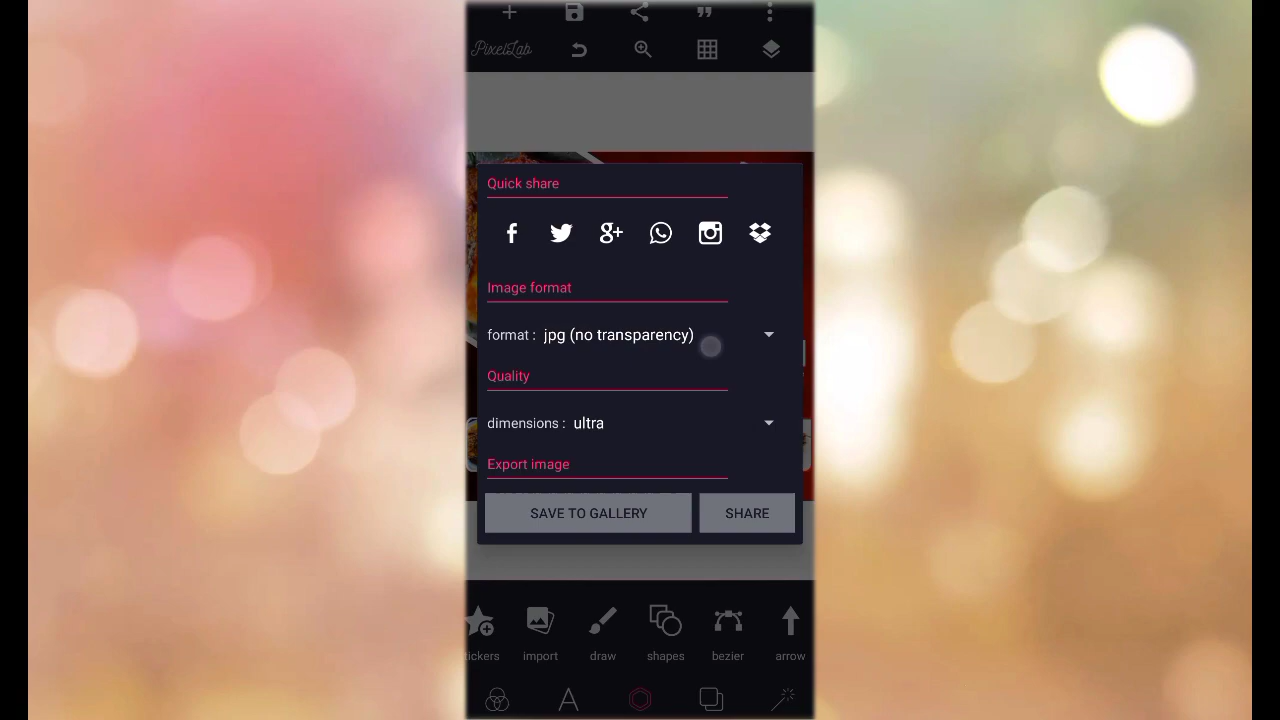 PixelLab
Quick share
Image format
format : jpg (no transparency)
Quality
dimensions : ultra
Export image
SAVE TO GALLERY SHARE
tickers import draw shapes bezier arrow